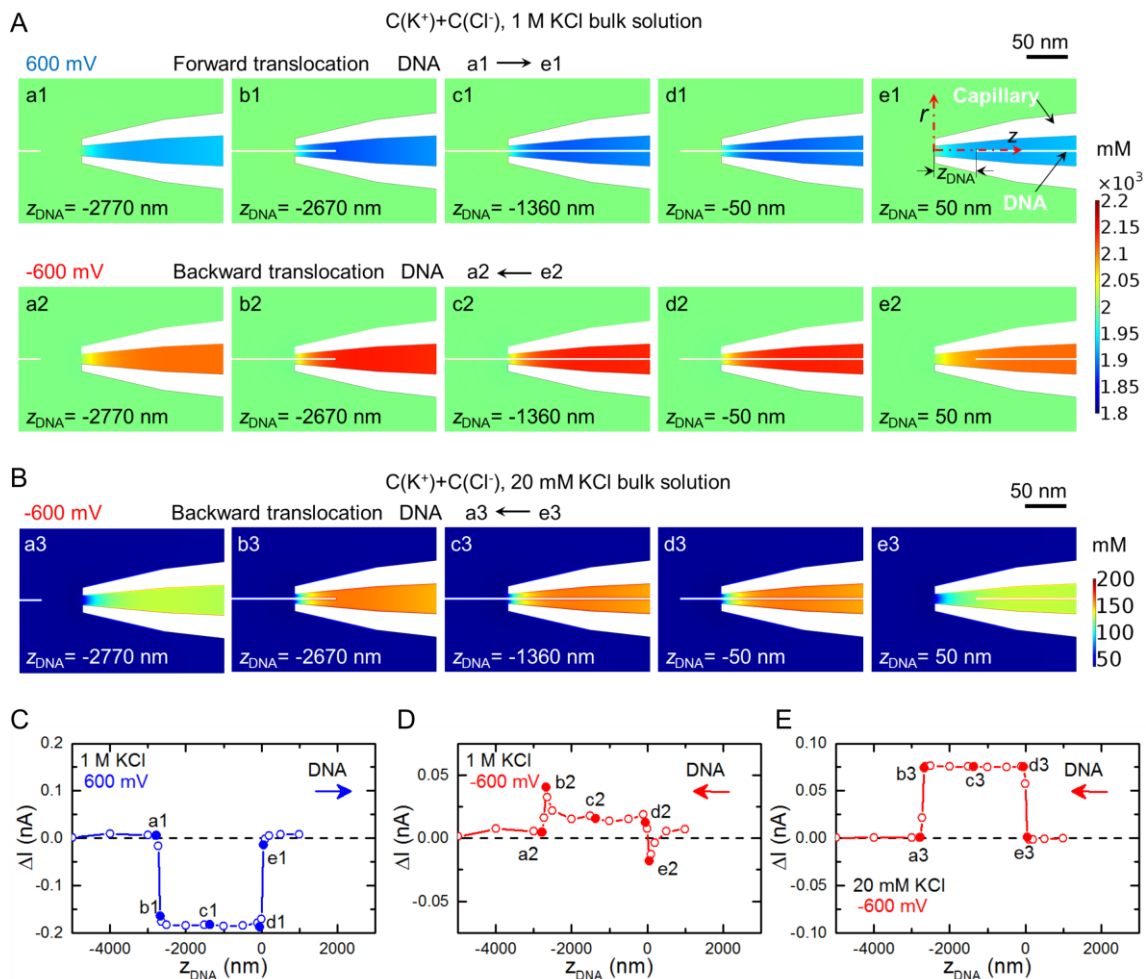 A
C(K⁺)+C(Cl⁻), 1 M KCl bulk solution
50 nm
600 mV Forward translocation DNA a1 → e1
a1 b1 c1 d1 e1
Capillary
r
z
z_DNA
DNA
z_DNA= -2770 nm z_DNA= -2670 nm z_DNA= -1360 nm z_DNA= -50 nm z_DNA= 50 nm
mM
×10³
2.2
2.1
2.05
2
1.95
1.9
1.8
-600 mV Backward translocation DNA a2 ← e2
a2 b2 c2 d2 e2
z_DNA= -2770 nm z_DNA= -2670 nm z_DNA= -1360 nm z_DNA= -50 nm z_DNA= 50 nm
B
C(K⁺)+C(Cl⁻), 20 mM KCl bulk solution
50 nm
-600 mV Backward translocation DNA a3 ← e3
a3 b3 c3 d3 e3
z_DNA= -2770 nm z_DNA= -2670 nm z_DNA= -1360 nm z_DNA= -50 nm z_DNA= 50 nm
mM
200
150
100
50
C
0.2
0.1
0.0
-0.1
-0.2
ΔI (nA)
1 M KCl
600 mV
DNA
a1
b1
c1
d1
e1
-4000 -2000 0 2000
z_DNA (nm)
D
0.05
0.00
-0.05
ΔI (nA)
1 M KCl
-600 mV
DNA
a2
b2
c2
d2
e2
-4000 -2000 0 2000
z_DNA (nm)
E
0.10
0.05
0.00
-0.05
-0.10
ΔI (nA)
DNA
b3
c3
d3
a3
e3
20 mM KCl
-600 mV
-4000 -2000 0 2000
z_DNA (nm)